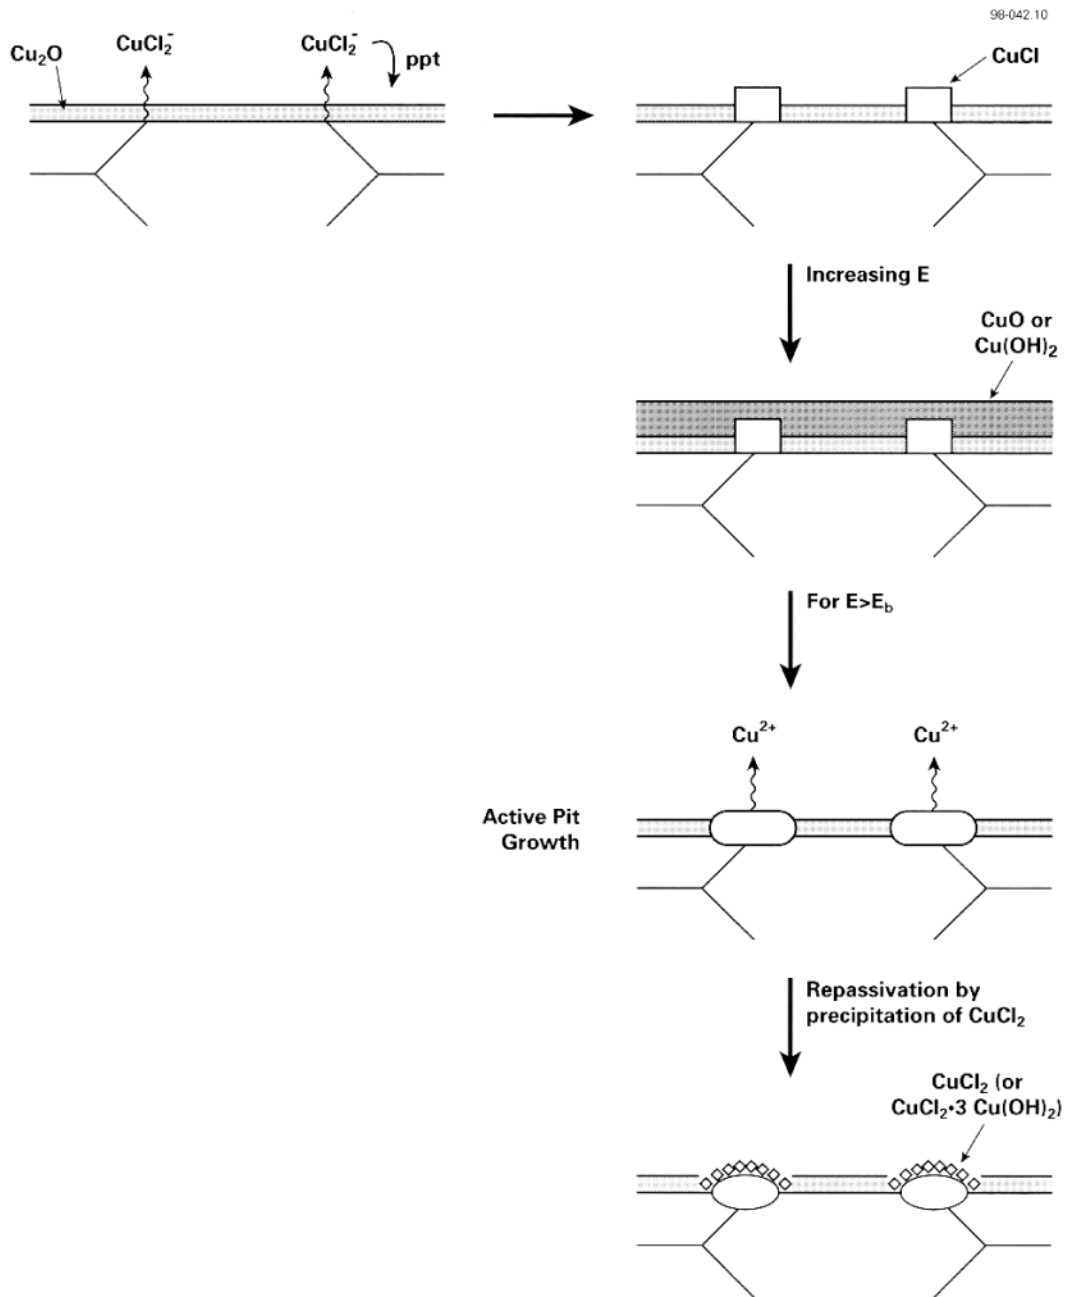 98-042.10
Cu₂O
CuCl₂⁻
CuCl₂⁻
ppt
CuCl
Increasing E
CuO or
Cu(OH)₂
For E>E_b
Cu²⁺
Cu²⁺
Active Pit
Growth
Repassivation by
precipitation of CuCl₂
CuCl₂ (or
CuCl₂•3 Cu(OH)₂)